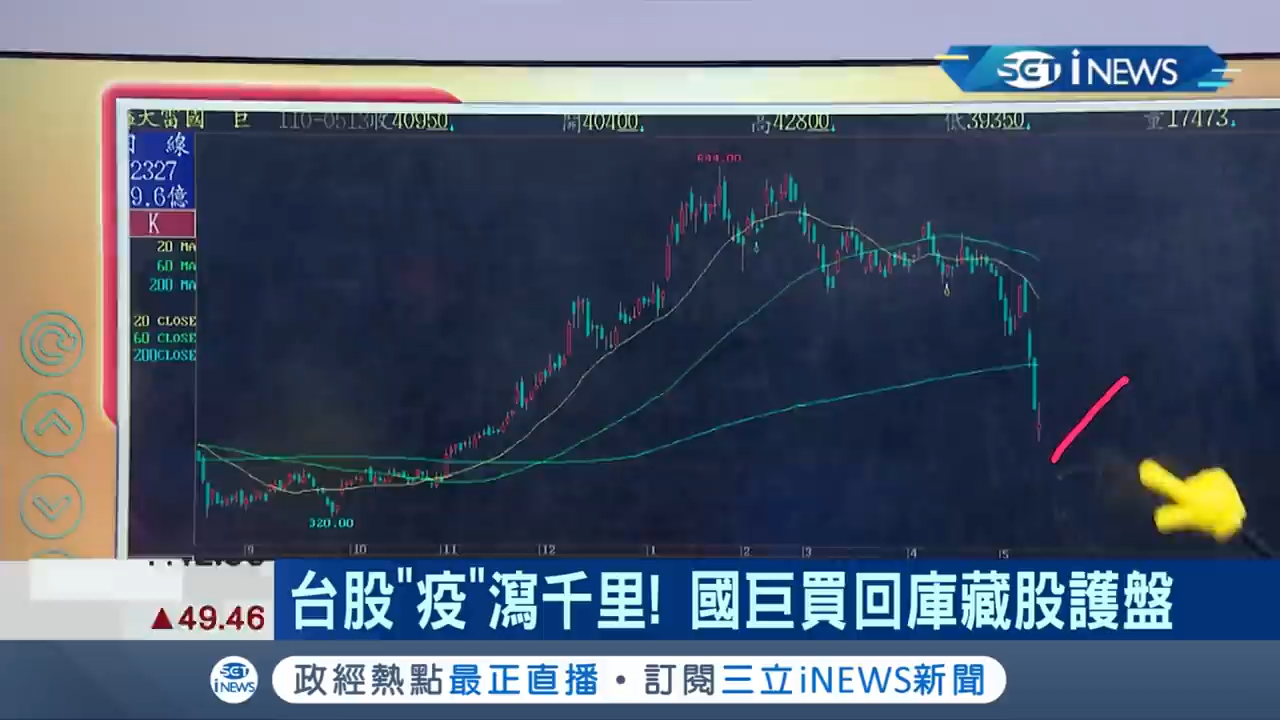 SET iNEWS
大富國 巨 110-0513收40950. 開40400. 高42800. 低39350. 量17473.
日 線
2327
9.6億
K
20 MA
60 MA
200 MA
20 CLOSE
60 CLOSE
200CLOSE
644.00
320.00
9 10 11 12 1 2 3 4 5
▲49.46
台股"疫"瀉千里! 國巨買回庫藏股護盤
SET iNEWS 政經熱點最正直播·訂閱三立iNEWS新聞